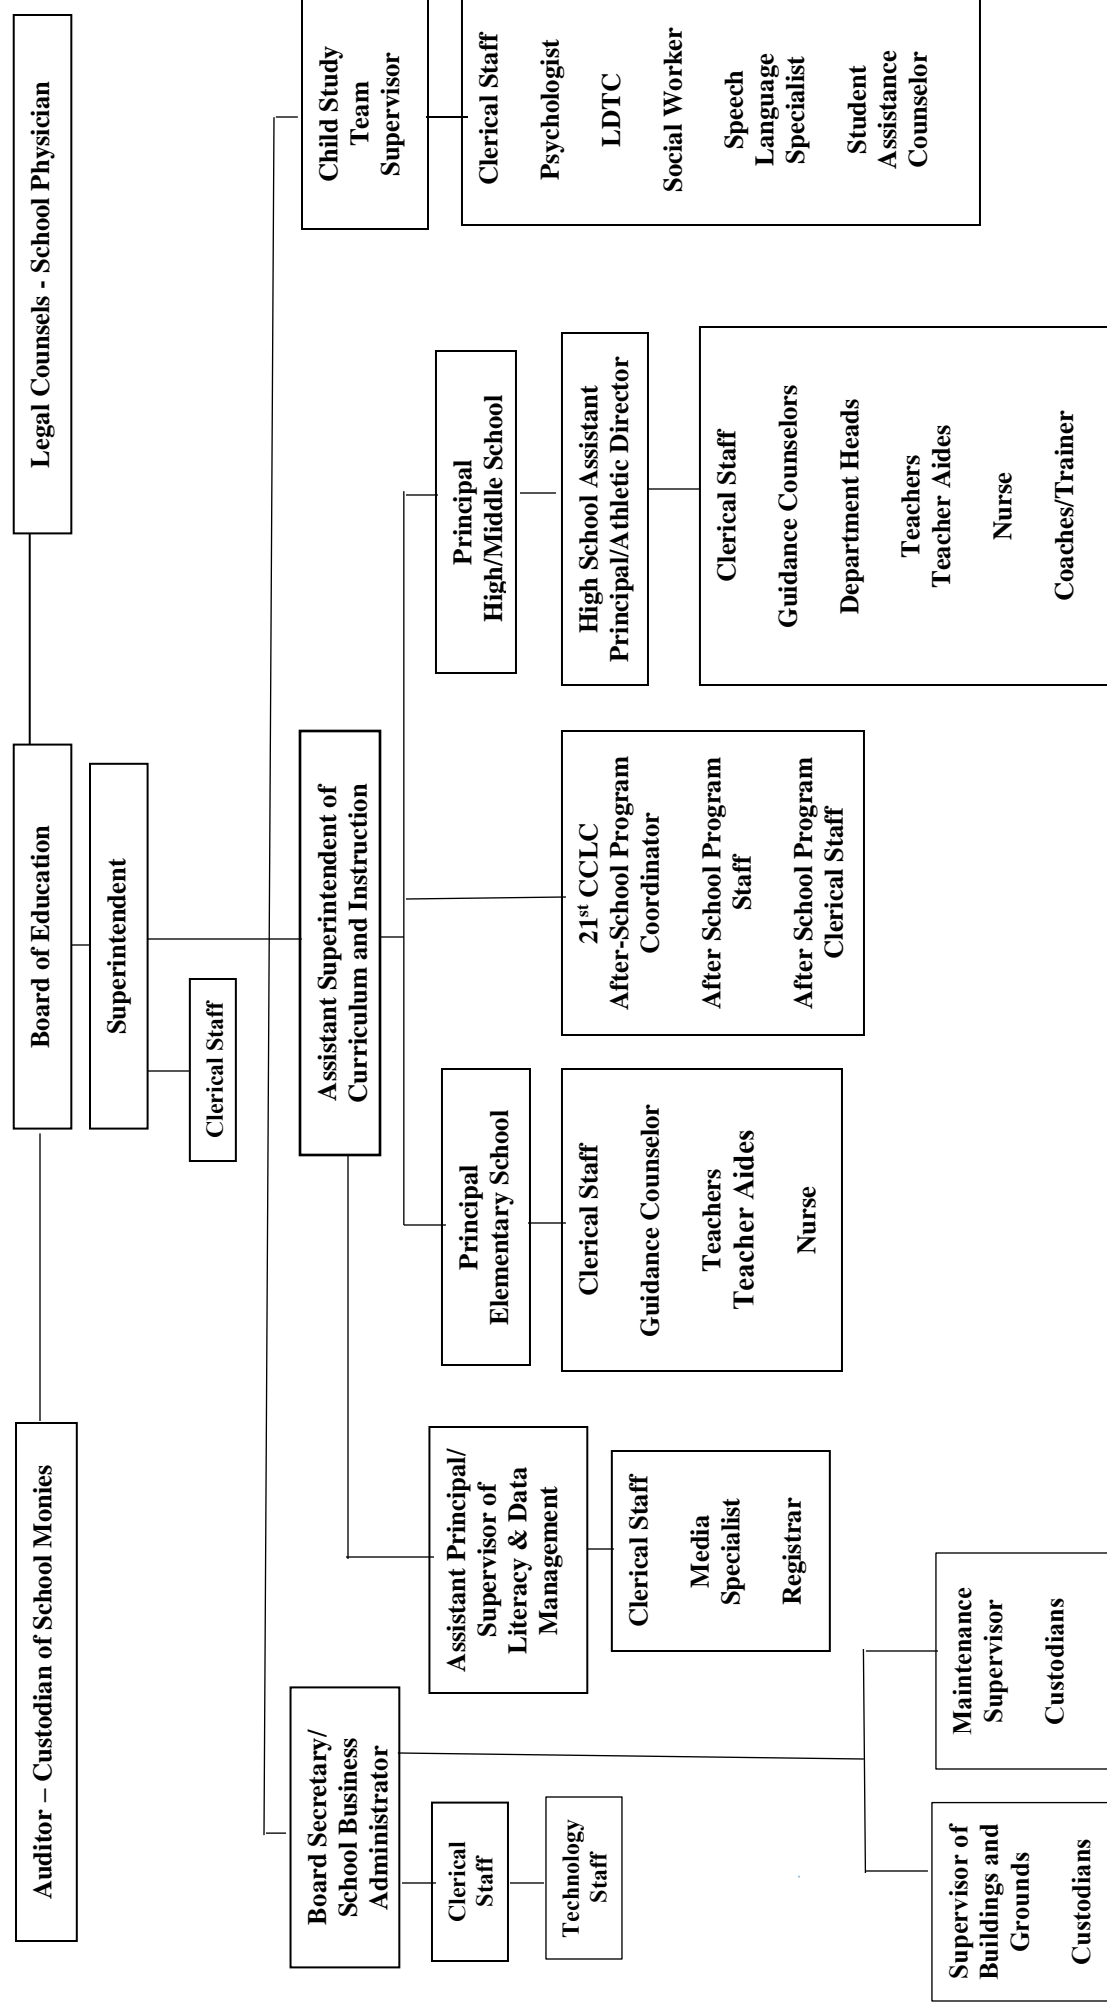 Auditor – Custodian of School Monies
Board of Education
Legal Counsels - School Physician
Superintendent
Clerical Staff
Board Secretary/
School Business
Administrator
Assistant Superintendent of
Curriculum and Instruction
Child Study
Team
Supervisor
Clerical
Staff
Technology
Staff
Assistant Principal/
Supervisor of
Literacy & Data
Management
Clerical Staff
Media
Specialist
Registrar
Principal
Elementary School
Clerical Staff
Guidance Counselor
Teachers
Teacher Aides
Nurse
21st CCLC
After-School Program
Coordinator
After School Program
Staff
After School Program
Clerical Staff
Principal
High/Middle School
High School Assistant
Principal/Athletic Director
Clerical Staff
Guidance Counselors
Department Heads
Teachers
Teacher Aides
Nurse
Coaches/Trainer
Clerical Staff
Psychologist
LDTC
Social Worker
Speech
Language
Specialist
Student
Assistance
Counselor
Supervisor of
Buildings and
Grounds
Custodians
Maintenance
Supervisor
Custodians